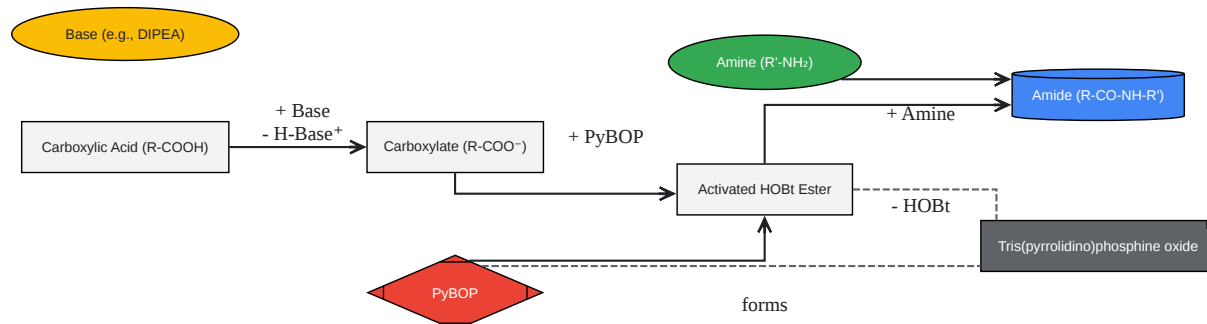 Base (e.g., DIPEA)
Amine (R'-NH₂)
Amide (R-CO-NH-R')
+ Base
- H-Base⁺
+ PyBOP
+ Amine
Carboxylic Acid (R-COOH)
Carboxylate (R-COO⁻)
Activated HOBt Ester
- HOBt
Tris(pyrrolidino)phosphine oxide
PyBOP
forms